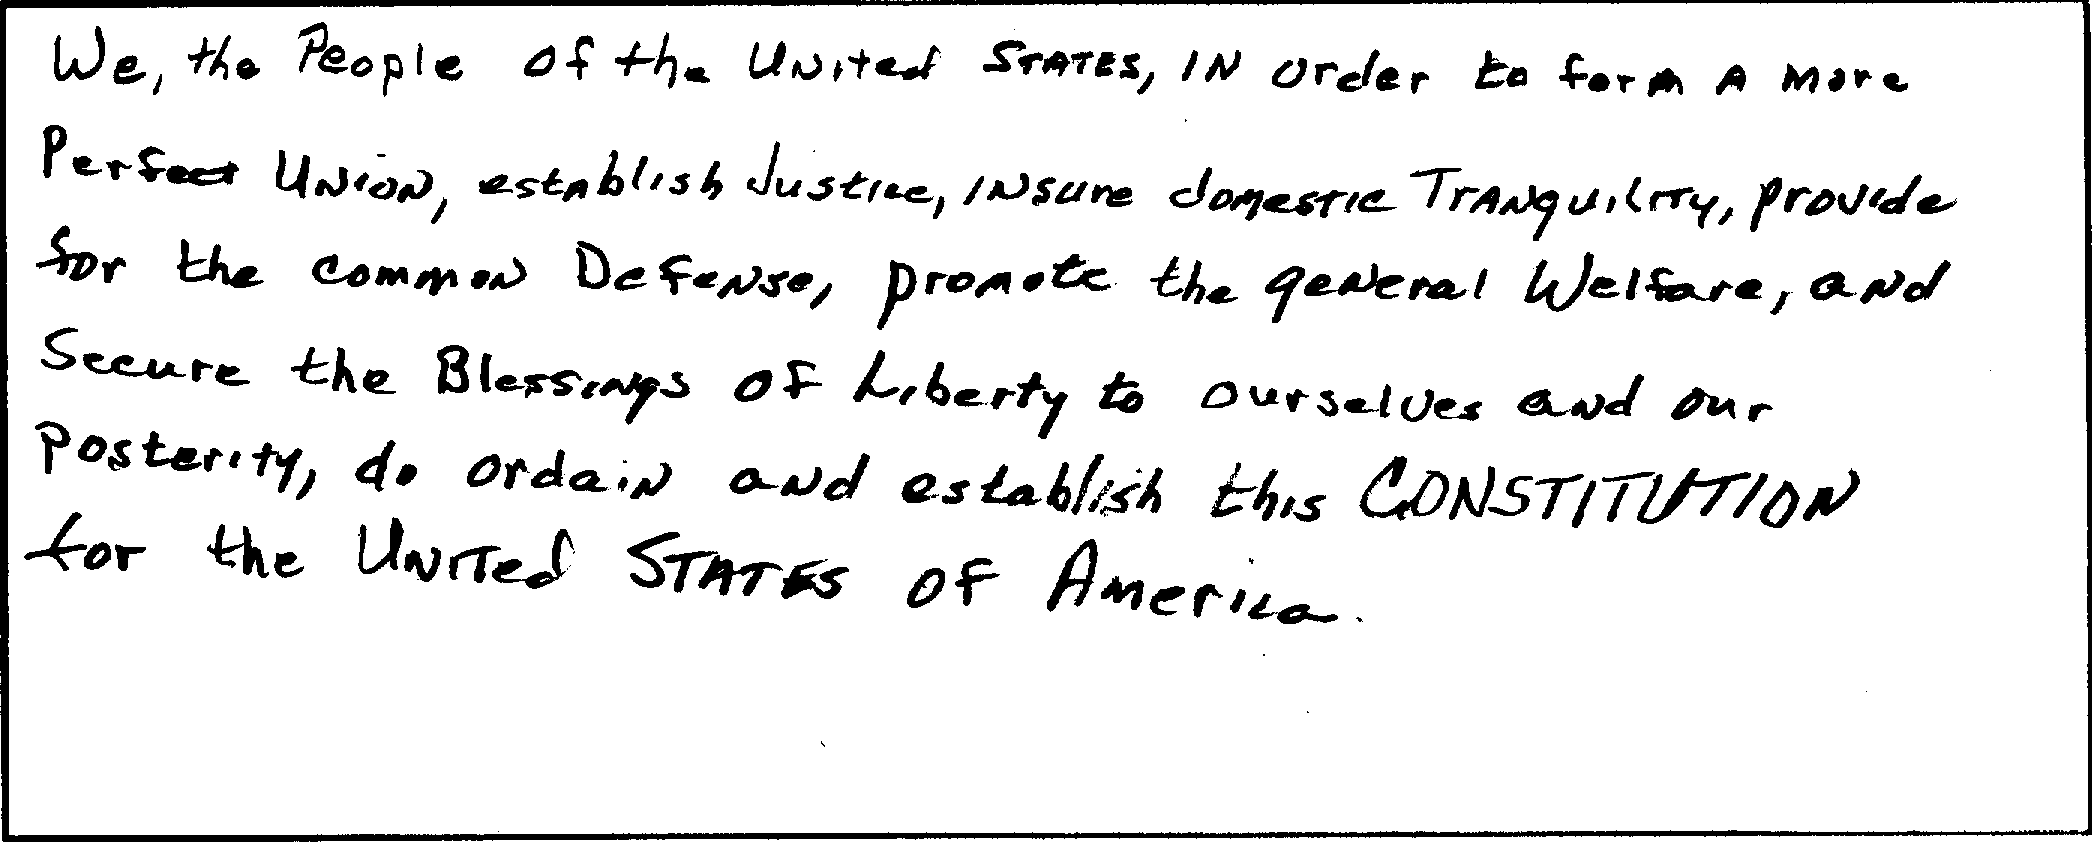 We, the People of the United States, in order to form a more
Perfect Union, establish Justice, insure domestic Tranquility, provide
for the common Defense, promote the general Welfare, and
Secure the Blessings of Liberty to ourselves and our
posterity, do ordain and establish this CONSTITUTION
for the United States of America.